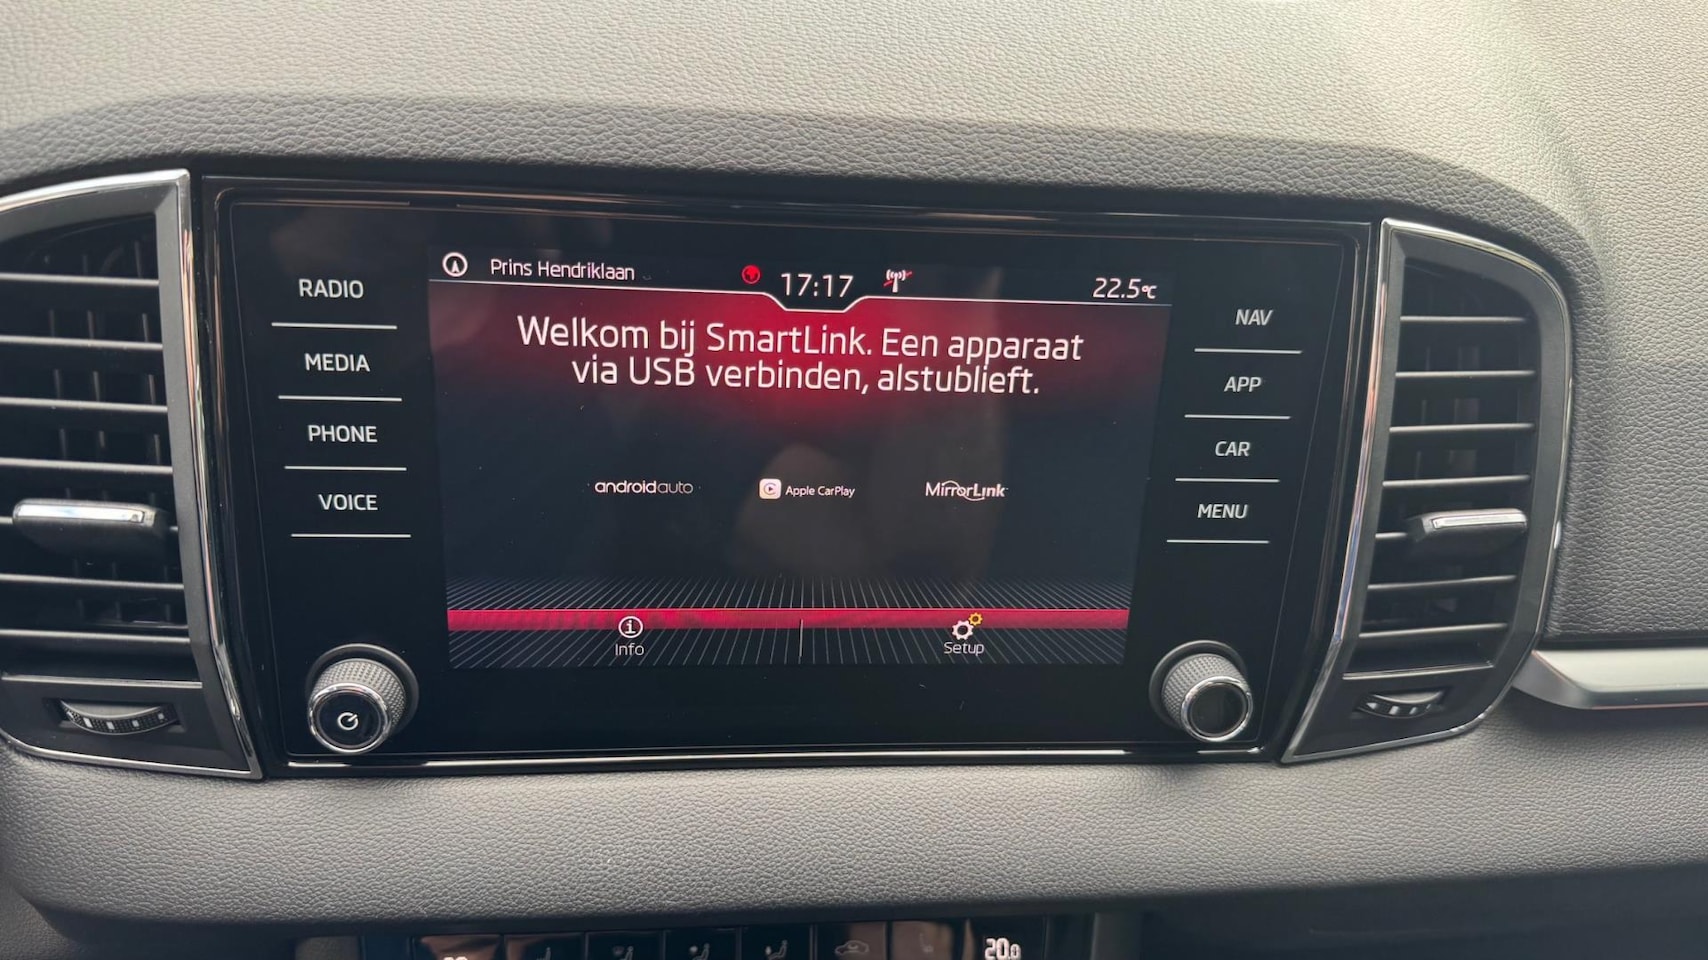 Prins Hendriklaan
17:17
22.5°C
Welkom bij SmartLink. Een apparaat
via USB verbinden, alstublieft.
androidauto
Apple CarPlay
MirrorLink
Info
Setup
RADIO
MEDIA
PHONE
VOICE
NAV
APP
CAR
MENU
20.0